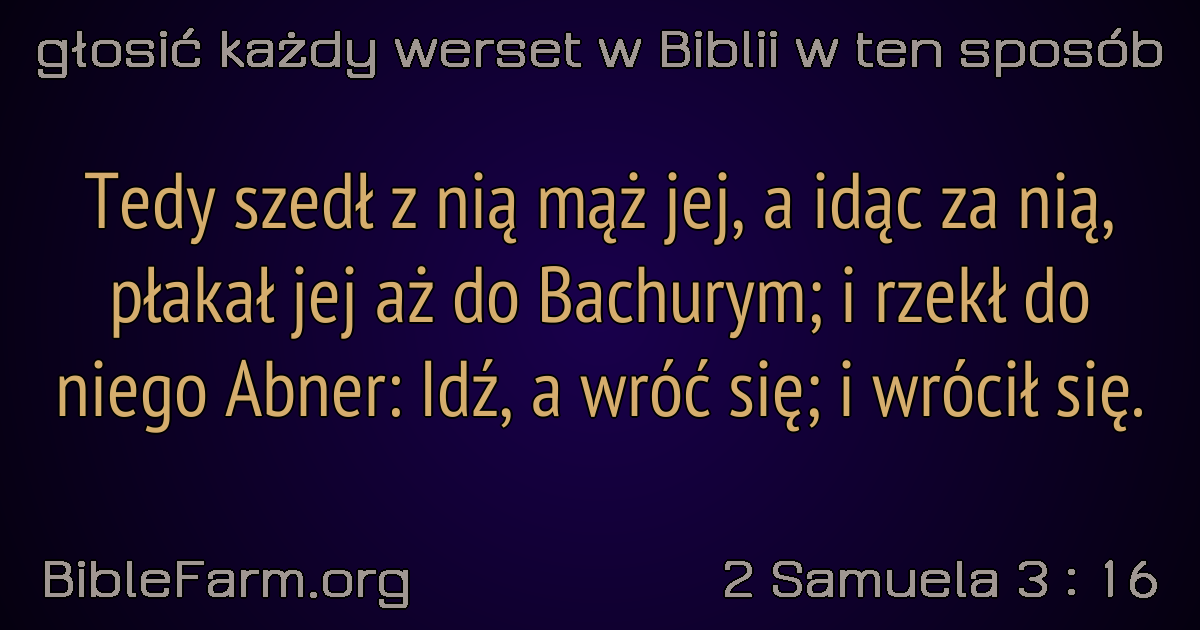 głosić każdy werset w Biblii w ten sposób
Tedy szedł z nią mąż jej, a idąc za nią,
płakał jej aż do Bachurym; i rzekł do
niego Abner: Idź, a wróć się; i wrócił się.
BibleFarm.org
2 Samuela 3 : 16